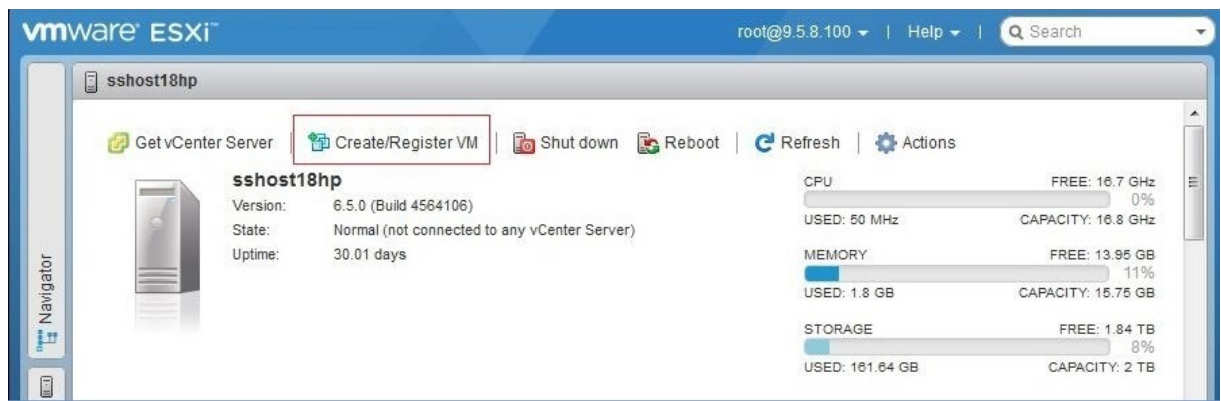 vmware® ESXi™
root@9.5.8.100 | Help | Search
sshost18hp
Get vCenter Server | Create/Register VM | Shut down Reboot | Refresh | Actions
sshost18hp
Version: 6.5.0 (Build 4564106)
State: Normal (not connected to any vCenter Server)
Uptime: 30.01 days
CPU FREE: 16.7 GHz
0%
USED: 50 MHz CAPACITY: 16.8 GHz
MEMORY FREE: 13.95 GB
11%
USED: 1.8 GB CAPACITY: 15.75 GB
STORAGE FREE: 1.84 TB
8%
USED: 161.64 GB CAPACITY: 2 TB
Navigator